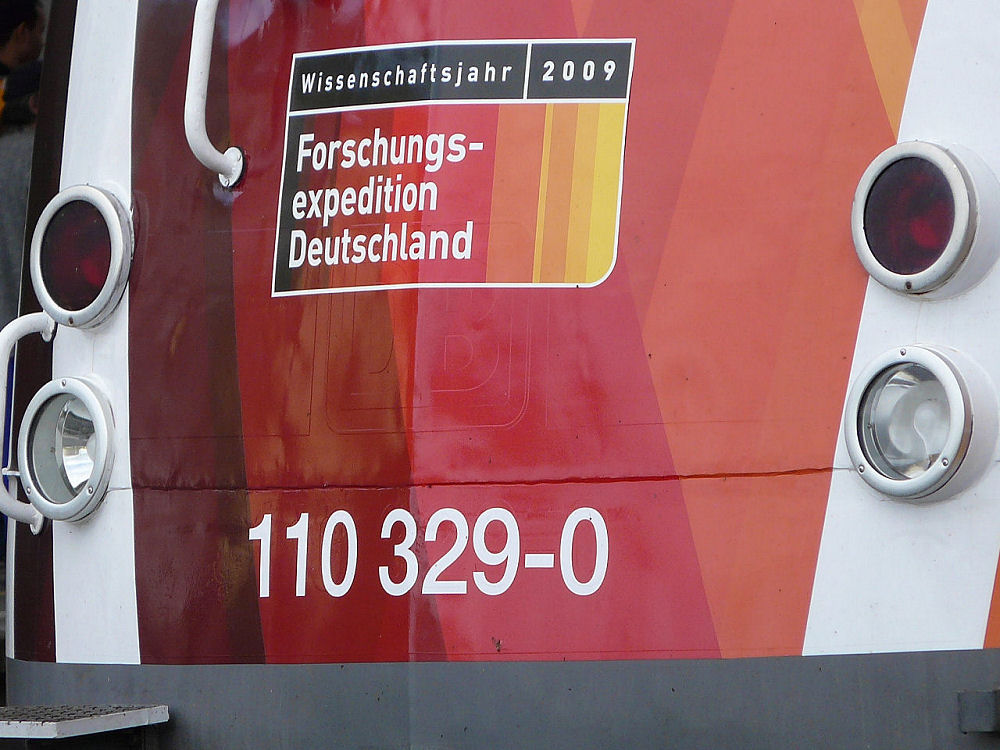 Wissenschaftsjahr 2009
Forschungs-
expedition
Deutschland
110 329-0